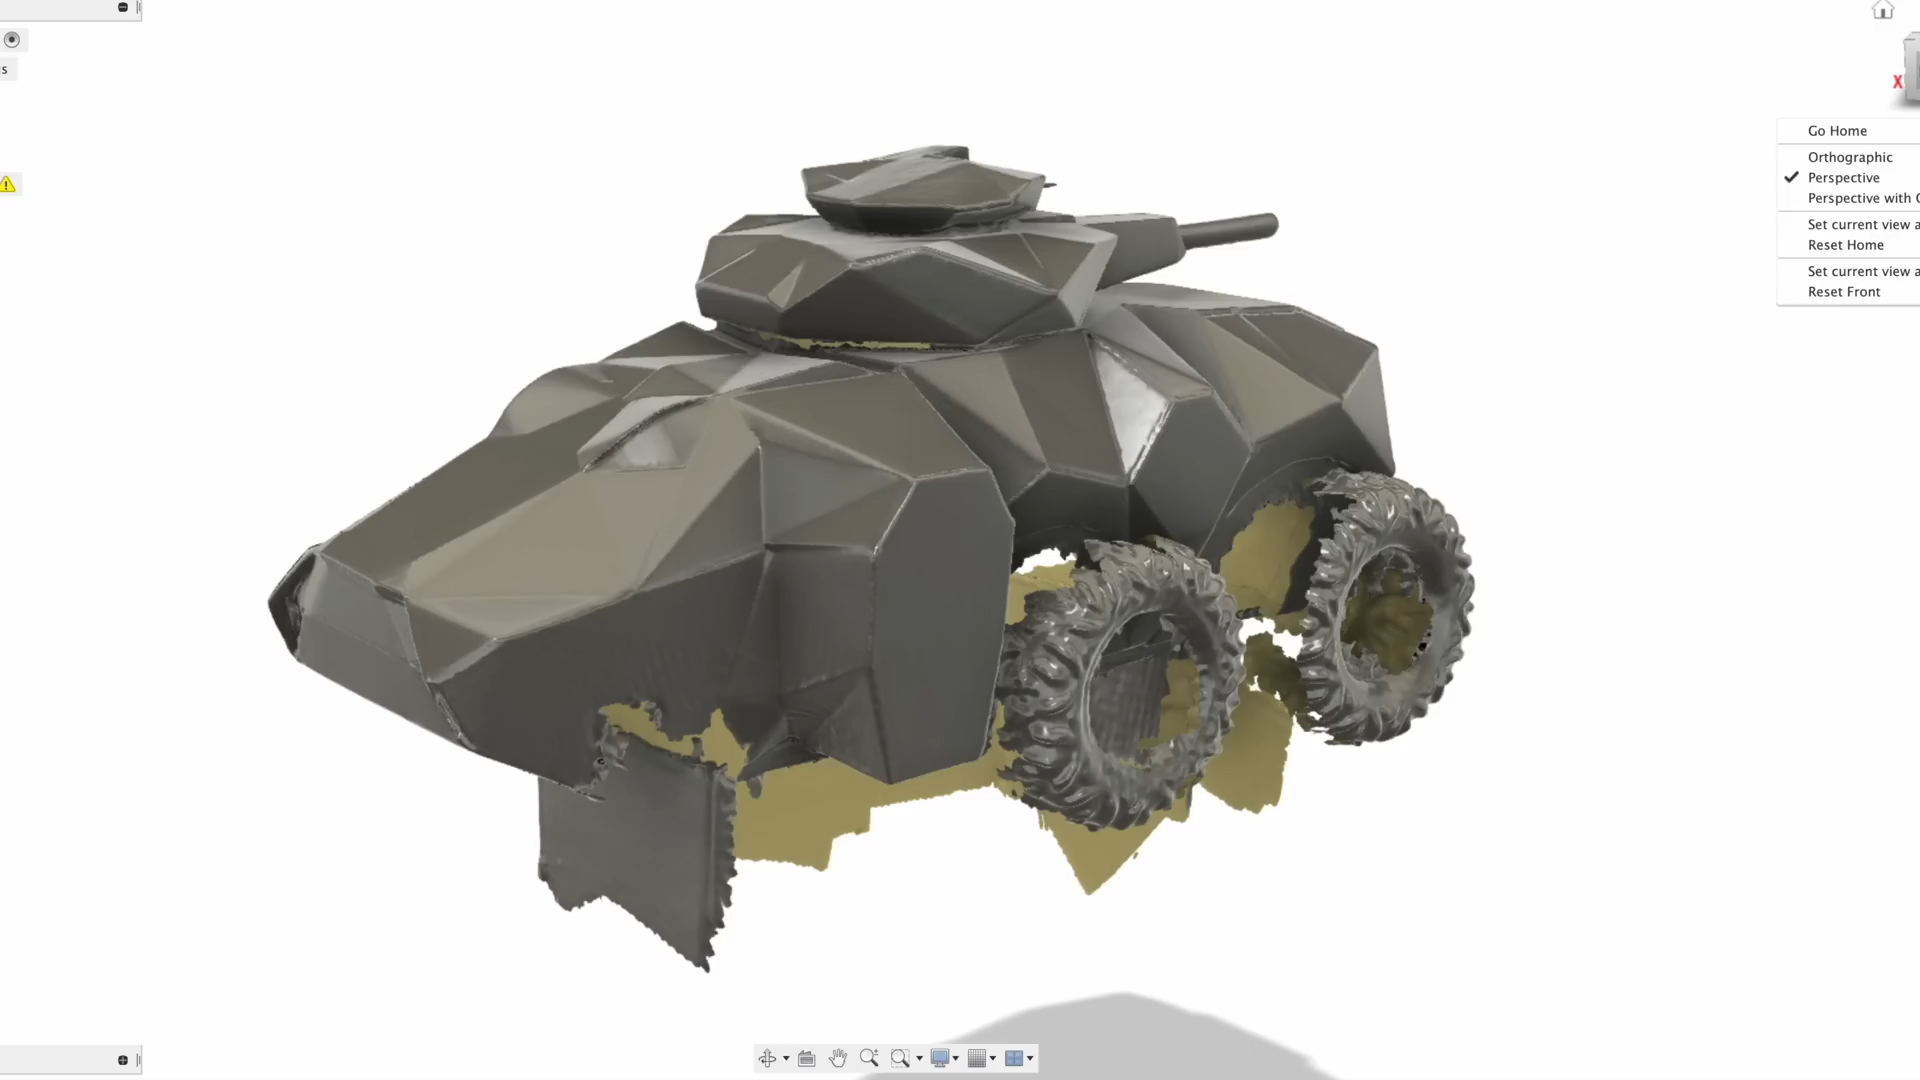 s
X
Go Home
Orthographic
Perspective
Perspective with
Set current view a
Reset Home
Set current view a
Reset Front